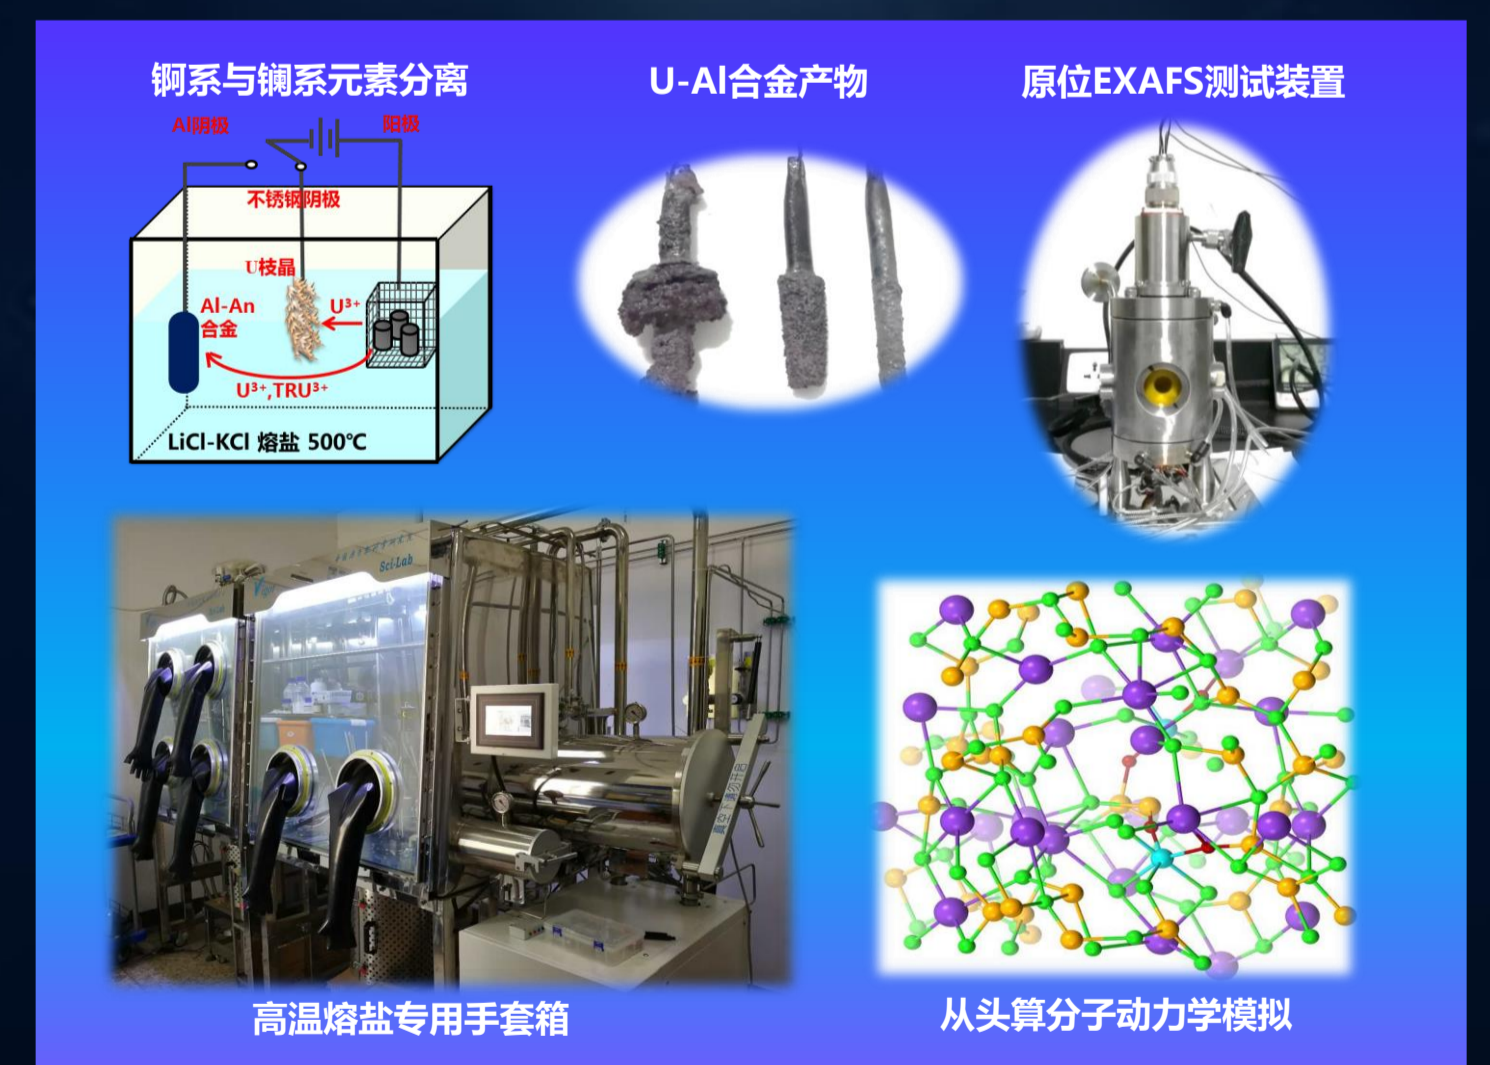 锕系与镧系元素分离
U-Al合金产物
原位EXAFS测试装置
Al阴极
阳极
不锈钢阴极
U枝晶
Al-An
合金
U³⁺
U³⁺,TRU³⁺
LiCl-KCl 熔盐 500℃
Sci-Lab
高温熔盐专用手套箱
从头算分子动力学模拟